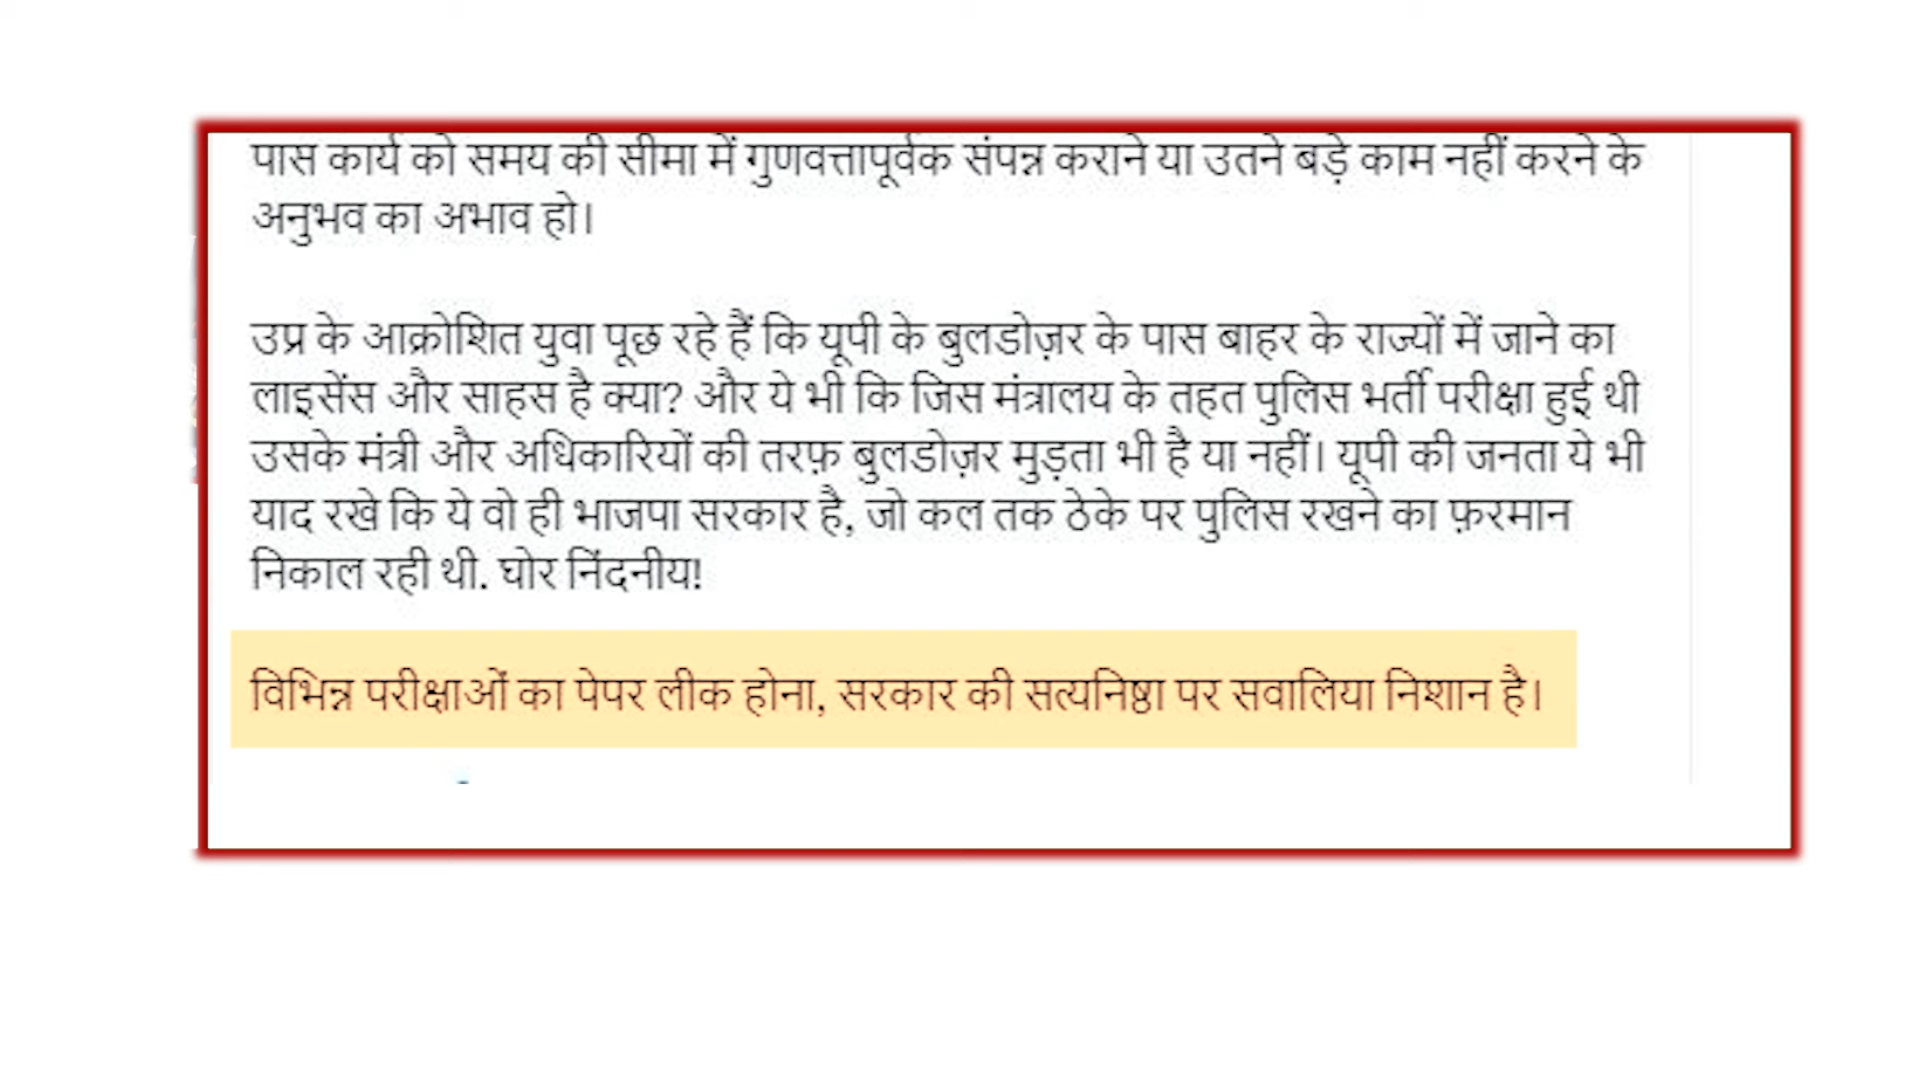 पास कार्य को समय की सीमा में गुणवत्तापूर्वक संपन्न कराने या उतने बड़े काम नहीं करने के
अनुभव का अभाव हो।
उप्र के आक्रोशित युवा पूछ रहे हैं कि यूपी के बुलडोज़र के पास बाहर के राज्यों में जाने का
लाइसेंस और साहस है क्या? और ये भी कि जिस मंत्रालय के तहत पुलिस भर्ती परीक्षा हुई थी
उसके मंत्री और अधिकारियों की तरफ़ बुलडोज़र मुड़ता भी है या नहीं। यूपी की जनता ये भी
याद रखे कि ये वो ही भाजपा सरकार है, जो कल तक ठेके पर पुलिस रखने का फ़रमान
निकाल रही थी. घोर निंदनीय!
विभिन्न परीक्षाओं का पेपर लीक होना, सरकार की सत्यनिष्ठा पर सवालिया निशान है।